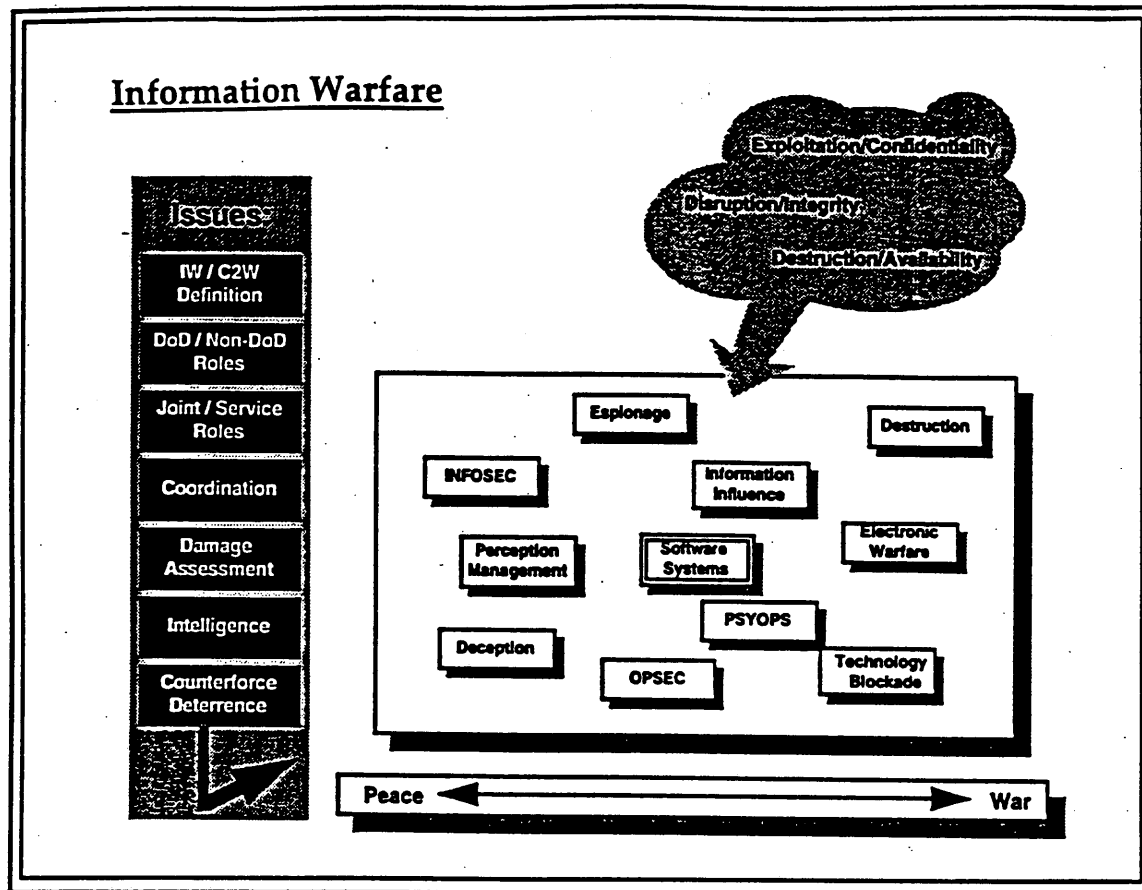 Information Warfare
Exploitation/Confidentiality
Disruption/Integrity
Destruction/Availability
Issues
IW / C2W
Definition
DoD / Non-DoD
Roles
Joint / Service
Roles
Coordination
Damage
Assessment
Intelligence
Counterforce
Deterrence
Espionage
Destruction
INFOSEC
Information
Influence
Perception
Management
Software
Systems
Electronic
Warfare
PSYOPS
Deception
OPSEC
Technology
Blockade
Peace
War